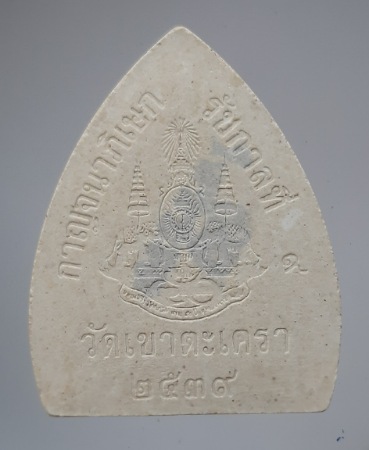 กาญจนาภิเษก
รัชกาลที่ ๙
วัดเขาตะเครา
๒๕๓๙